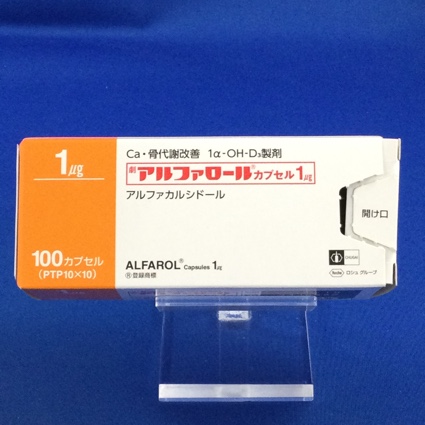 1μg
100カプセル
(PTP10×10)
Ca・骨代謝改善 1α-OH-D₃製剤
劇 アルファロール®カプセル1μg
アルファカルシドール
ALFAROL® Capsules 1μg
®登録商標
開け口
CHUGAI
Roche ロシュ グループ